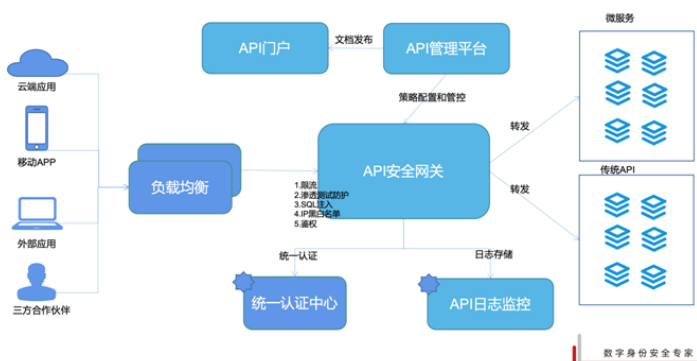 微服务
API门户
文档发布
API管理平台
云端应用
策略配置和管控
转发
移动APP
负载均衡
API安全网关
传统API
1.限流
2.渗透测试防护
3.SQL注入
4.IP黑白名单
5.鉴权
转发
外部应用
统一认证
日志存储
三方合作伙伴
统一认证中心
API日志监控
数字身份安全专家